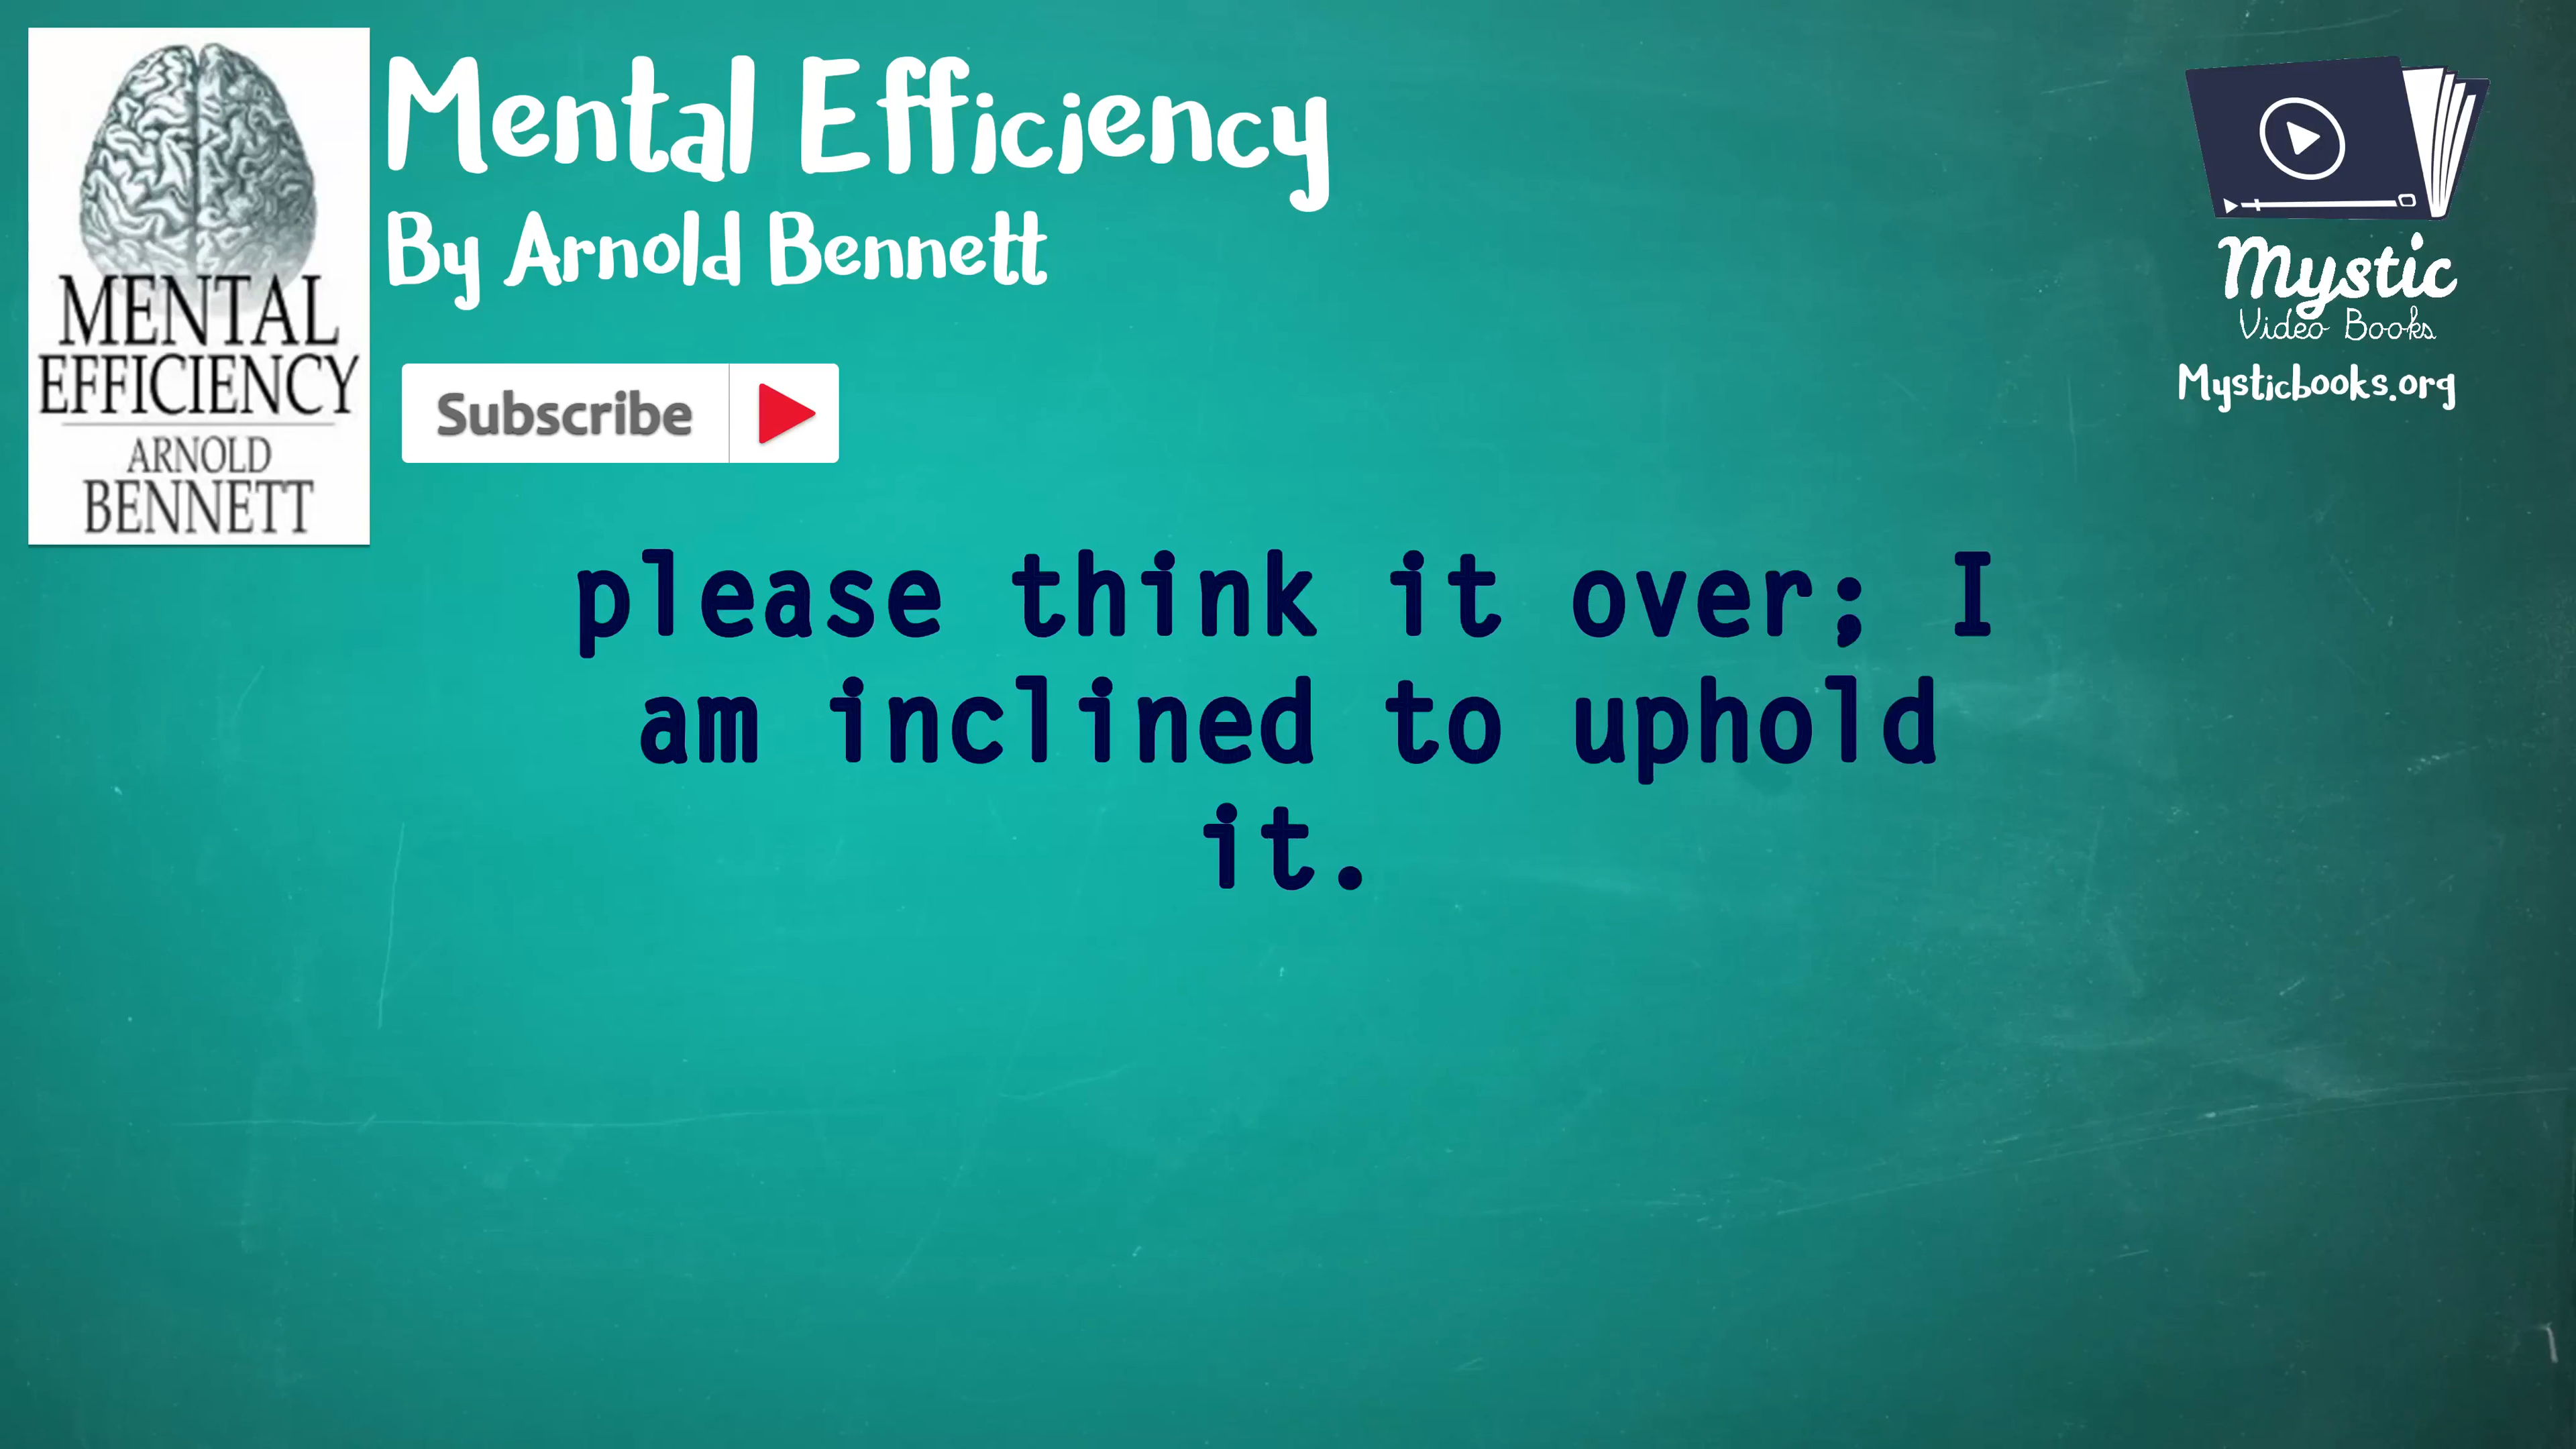 Mental Efficiency
By Arnold Bennett
MENTAL
EFFICIENCY
ARNOLD
BENNETT
Subscribe
Mystic
Video Books
Mysticbooks.org
please think it over; I
am inclined to uphold
it.